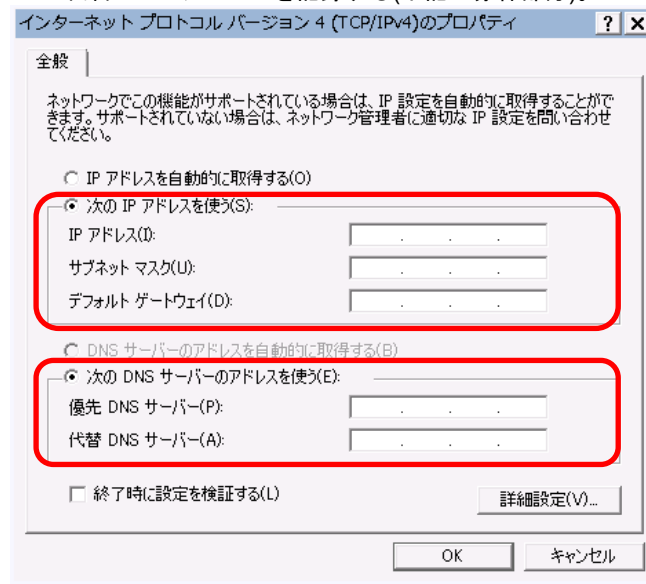 インターネット プロトコル バージョン 4 (TCP/IPv4)のプロパティ
全般
ネットワークでこの機能がサポートされている場合は、IP 設定を自動的に取得することがで
きます。サポートされていない場合は、ネットワーク管理者に適切な IP 設定を問い合わせ
てください。
IP アドレスを自動的に取得する(O)
次の IP アドレスを使う(S):
IP アドレス(I):
サブネット マスク(U):
デフォルト ゲートウェイ(D):
DNS サーバーのアドレスを自動的に取得する(B)
次の DNS サーバーのアドレスを使う(E):
優先 DNS サーバー(P):
代替 DNS サーバー(A):
終了時に設定を検証する(L)
詳細設定(V)...
OK キャンセル